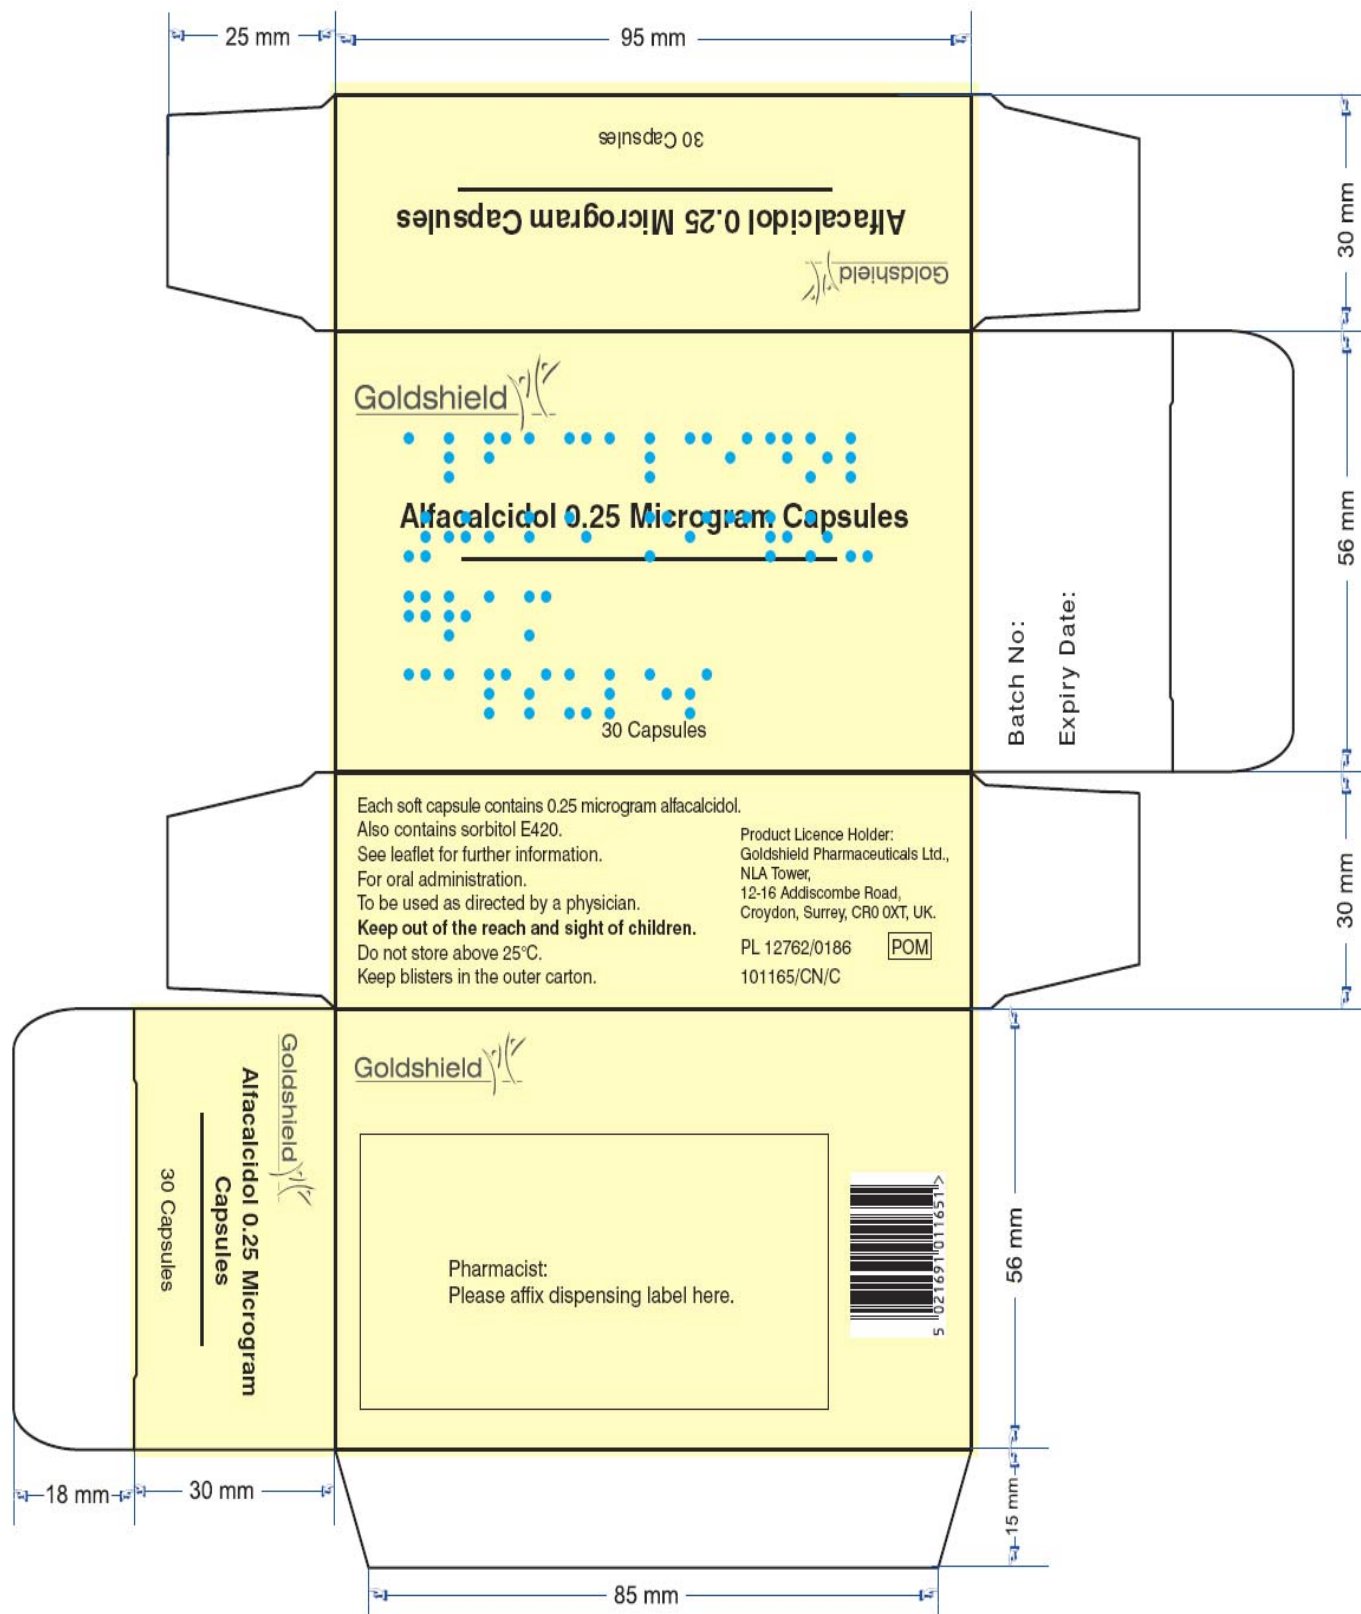 25 mm
95 mm
30 Capsules
Alfacalcidol 0.25 Microgram Capsules
Goldshield
30 mm
Goldshield
Alfacalcidol 0.25 Microgram Capsules
30 Capsules
Batch No:
Expiry Date:
56 mm
Each soft capsule contains 0.25 microgram alfacalcidol.
Also contains sorbitol E420.
See leaflet for further information.
For oral administration.
To be used as directed by a physician.
Keep out of the reach and sight of children.
Do not store above 25°C.
Keep blisters in the outer carton.
Product Licence Holder:
Goldshield Pharmaceuticals Ltd.,
NLA Tower,
12-16 Addiscombe Road,
Croydon, Surrey, CR0 0XT, UK.
PL 12762/0186 POM
101165/CN/C
30 mm
Goldshield
Alfacalcidol 0.25 Microgram
Capsules
30 Capsules
Goldshield
Pharmacist:
Please affix dispensing label here.
5 021691 011651 >
56 mm
18 mm
30 mm
15 mm
85 mm